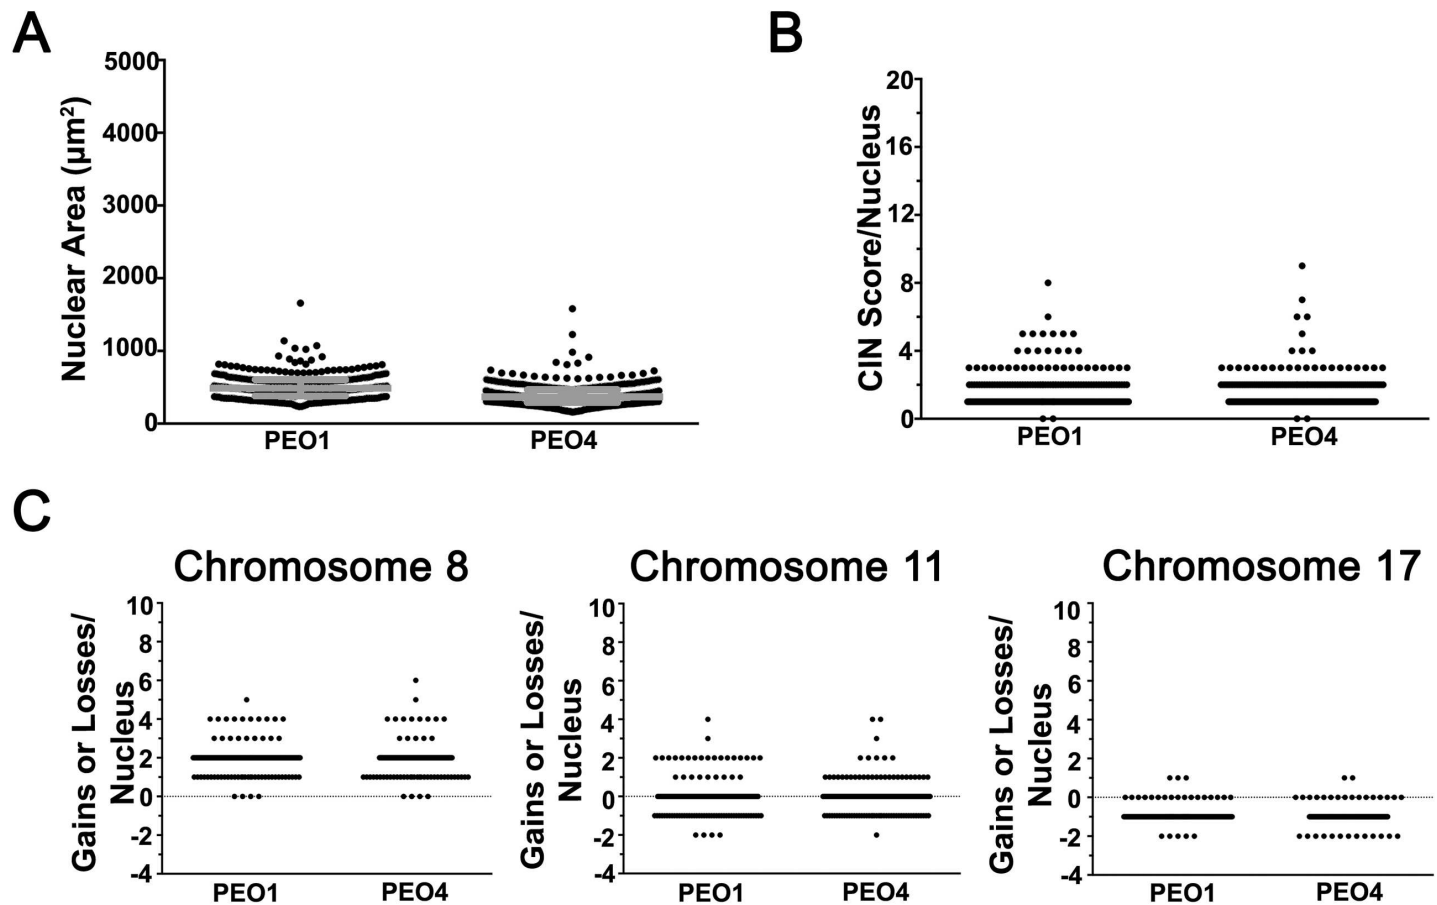 A
Nuclear Area (µm²)
5000
4000
3000
2000
1000
0
PEO1
PEO4
B
CIN Score/Nucleus
20
16
12
8
4
0
PEO1
PEO4
C
Chromosome 8
Gains or Losses/
Nucleus
10
8
6
4
2
0
-2
-4
PEO1
PEO4
Chromosome 11
Gains or Losses/
Nucleus
10
8
6
4
2
0
-2
-4
PEO1
PEO4
Chromosome 17
Gains or Losses/
Nucleus
10
8
6
4
2
0
-2
-4
PEO1
PEO4